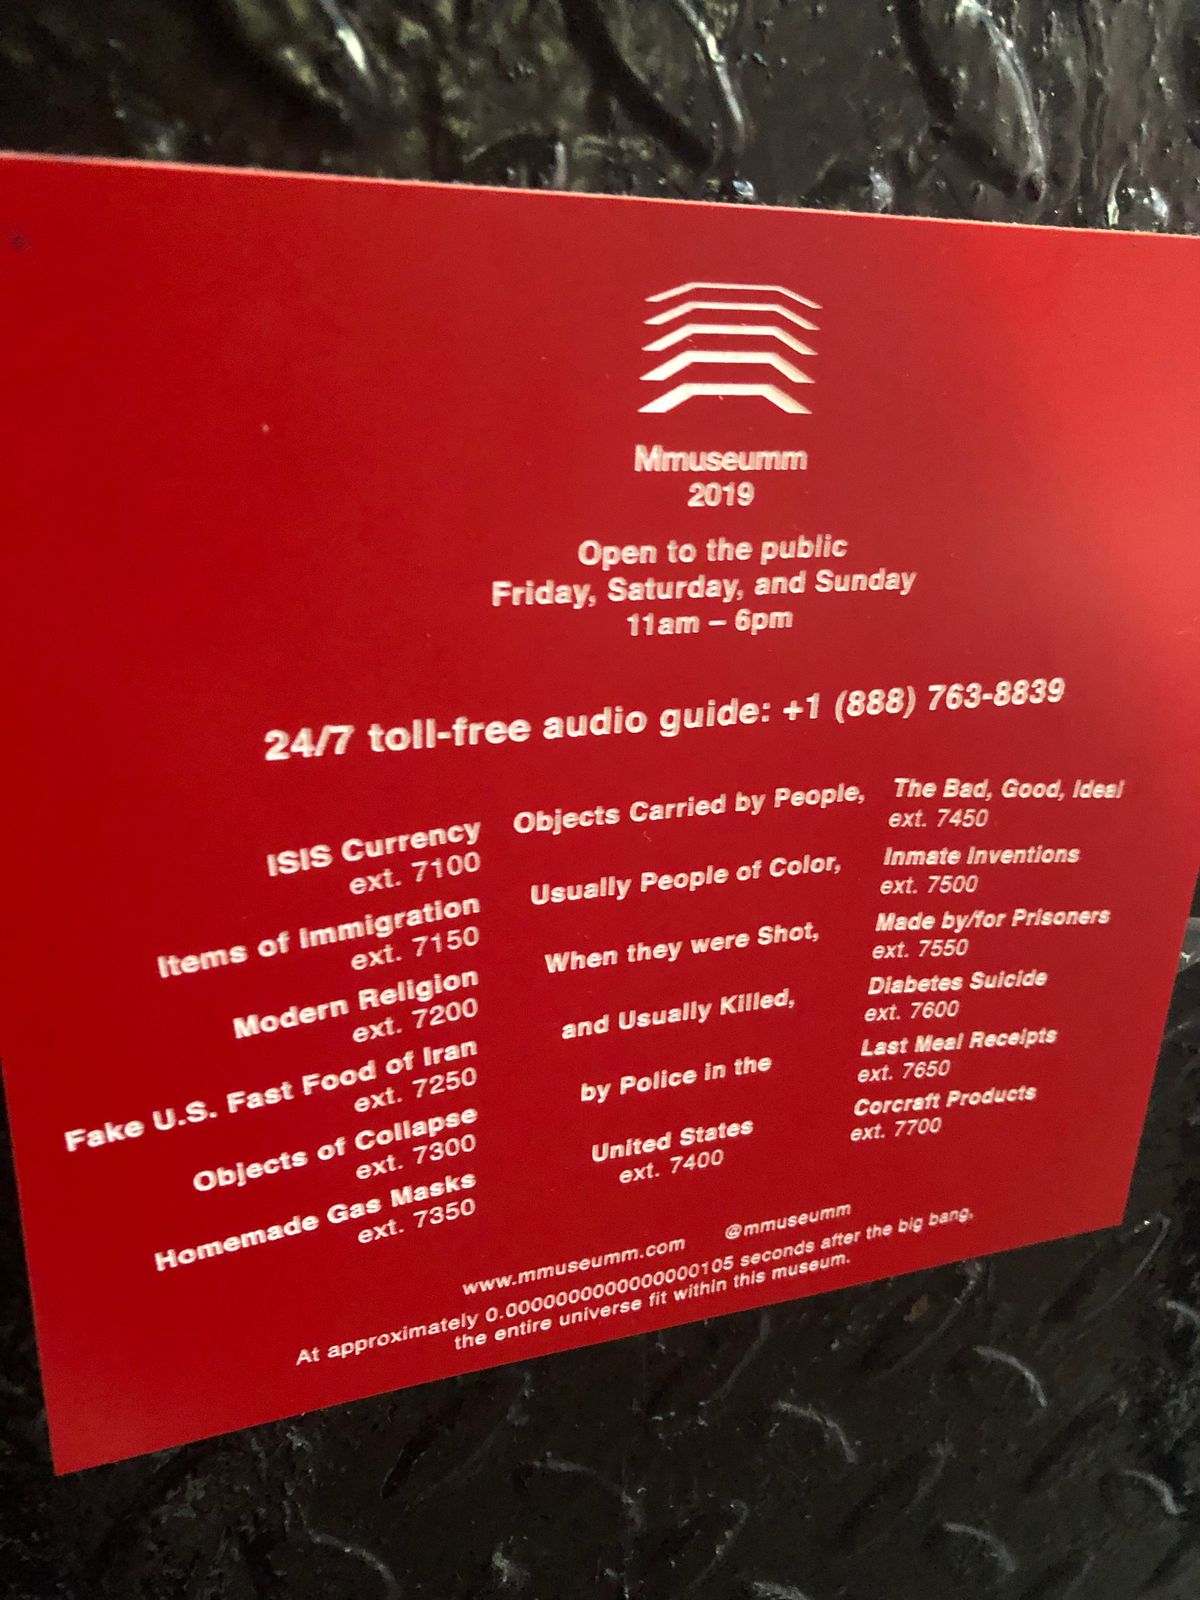 Mmuseumm
2019
Open to the public
Friday, Saturday, and Sunday
11am – 6pm
24/7 toll-free audio guide: +1 (888) 763-8839
ISIS Currency
ext. 7100
Items of Immigration
ext. 7150
Modern Religion
ext. 7200
Fake U.S. Fast Food of Iran
ext. 7250
Objects of Collapse
ext. 7300
Homemade Gas Masks
ext. 7350
Objects Carried by People,
Usually People of Color,
When they were Shot,
and Usually Killed,
by Police in the
United States
ext. 7400
The Bad, Good, Ideal
ext. 7450
Inmate Inventions
ext. 7500
Made by/for Prisoners
ext. 7550
Diabetes Suicide
ext. 7600
Last Meal Receipts
ext. 7650
Corcraft Products
ext. 7700
www.mmuseumm.com @mmuseumm
At approximately 0.0000000000000000105 seconds after the big bang,
the entire universe fit within this museum.